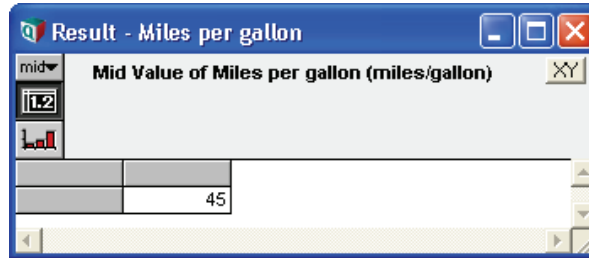 Result - Miles per gallon
mid
Mid Value of Miles per gallon (miles/gallon)
XY
1.2
45